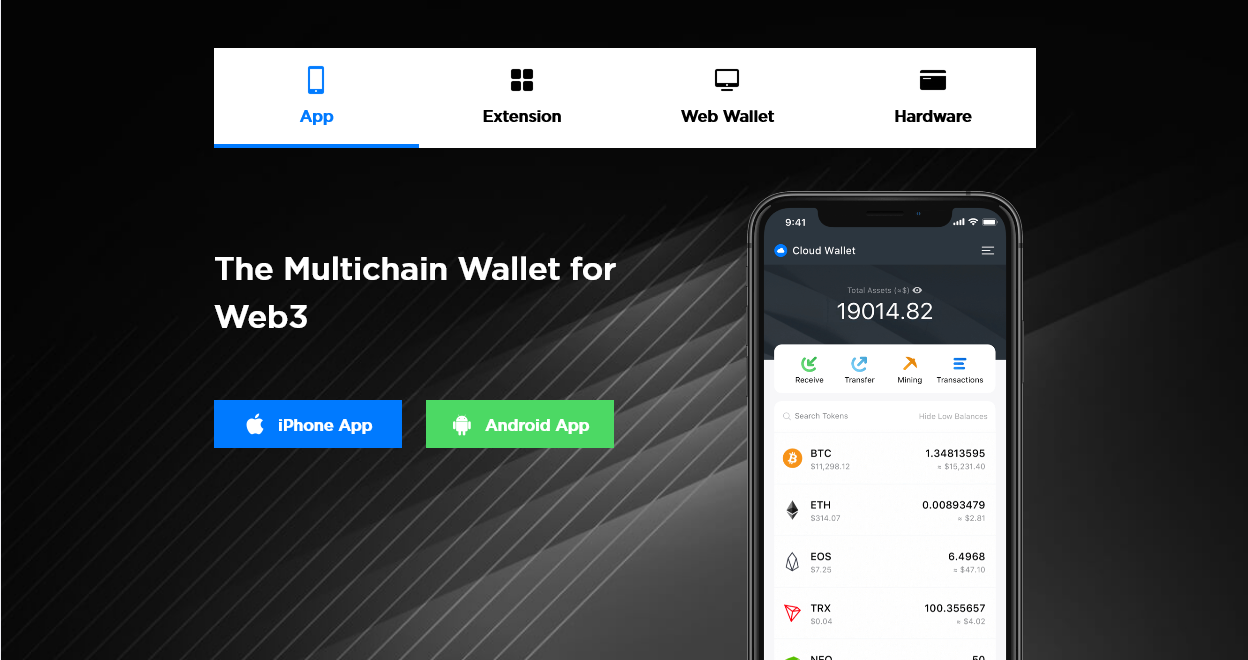 App
Extension
Web Wallet
Hardware
The Multichain Wallet for
Web3
iPhone App
Android App
9:41
Cloud Wallet
Total Assets (≈$)
19014.82
Receive
Transfer
Mining
Transactions
Search Tokens
Hide Low Balances
BTC
1.34813595
$11,298.12
≈ $15,231.40
ETH
0.00893479
$314.07
≈ $2.81
EOS
6.4968
$7.25
≈ $47.10
TRX
100.355657
$0.04
≈ $4.02
NEO
50